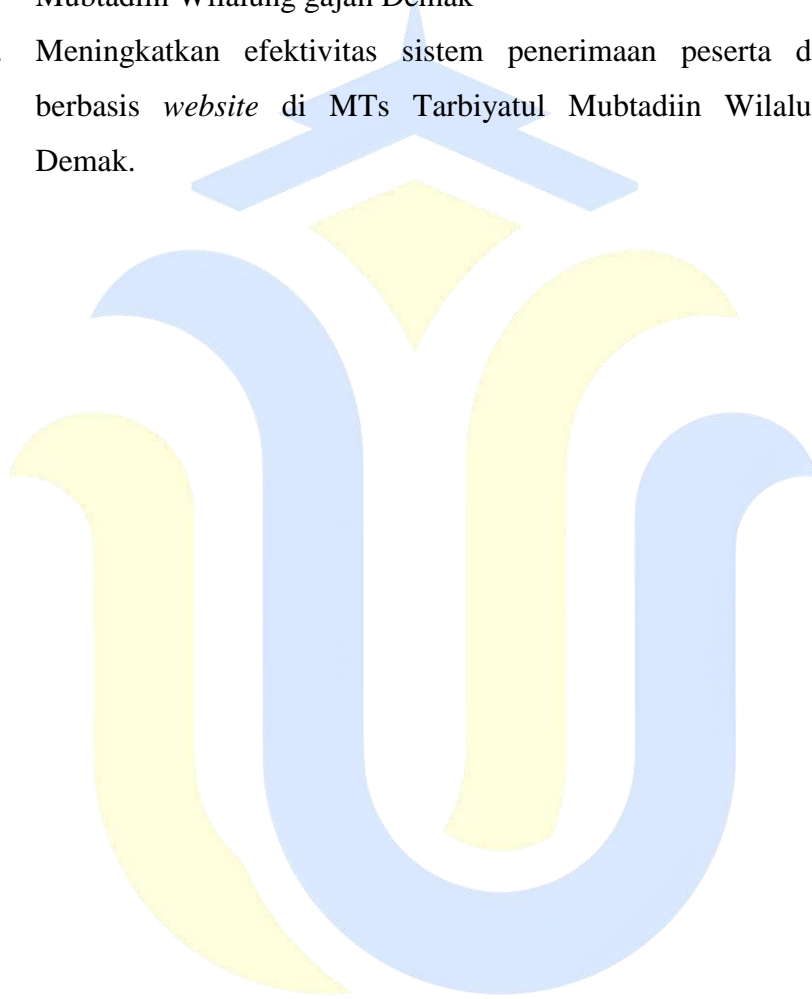 Mubtadiin Wilalung gajah Demak
. Meningkatkan efektivitas sistem penerimaan peserta d
berbasis website di MTs Tarbiyatul Mubtadiin Wilalu
Demak.